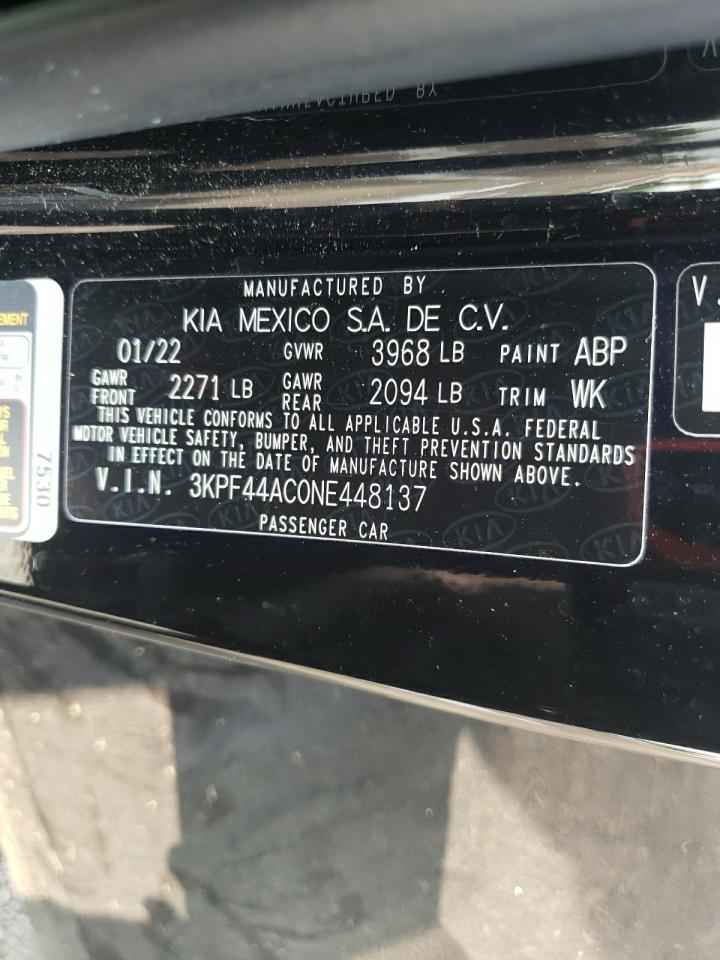 MANUFACTURED BY
KIA MEXICO S.A. DE C.V.
01/22 GVWR 3968 LB PAINT ABP
GAWR FRONT 2271 LB GAWR REAR 2094 LB TRIM WK
THIS VEHICLE CONFORMS TO ALL APPLICABLE U.S.A. FEDERAL
MOTOR VEHICLE SAFETY, BUMPER, AND THEFT PREVENTION STANDARDS
IN EFFECT ON THE DATE OF MANUFACTURE SHOWN ABOVE.
V.I.N. 3KPF44AC0NE448137
PASSENGER CAR
7530
V.